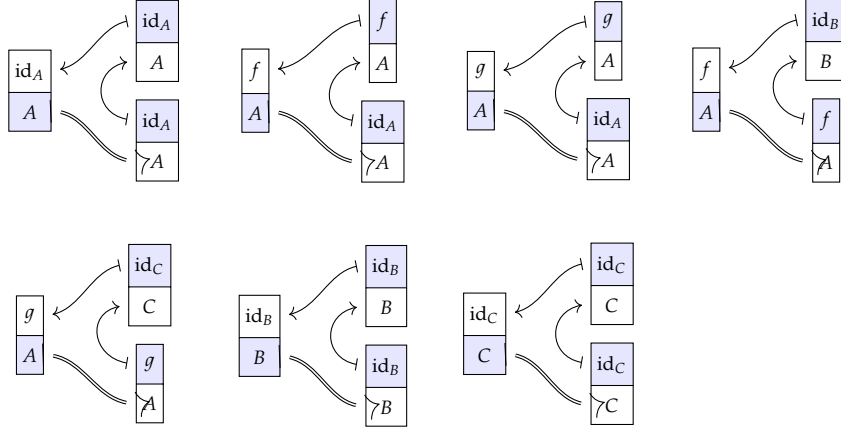 id_A A id_A A id_A A
f A f A id_A A
g A g A id_A A
f A id_B B f A
g A id_C C g A
id_B B id_B B id_B B
id_C C id_C C id_C C